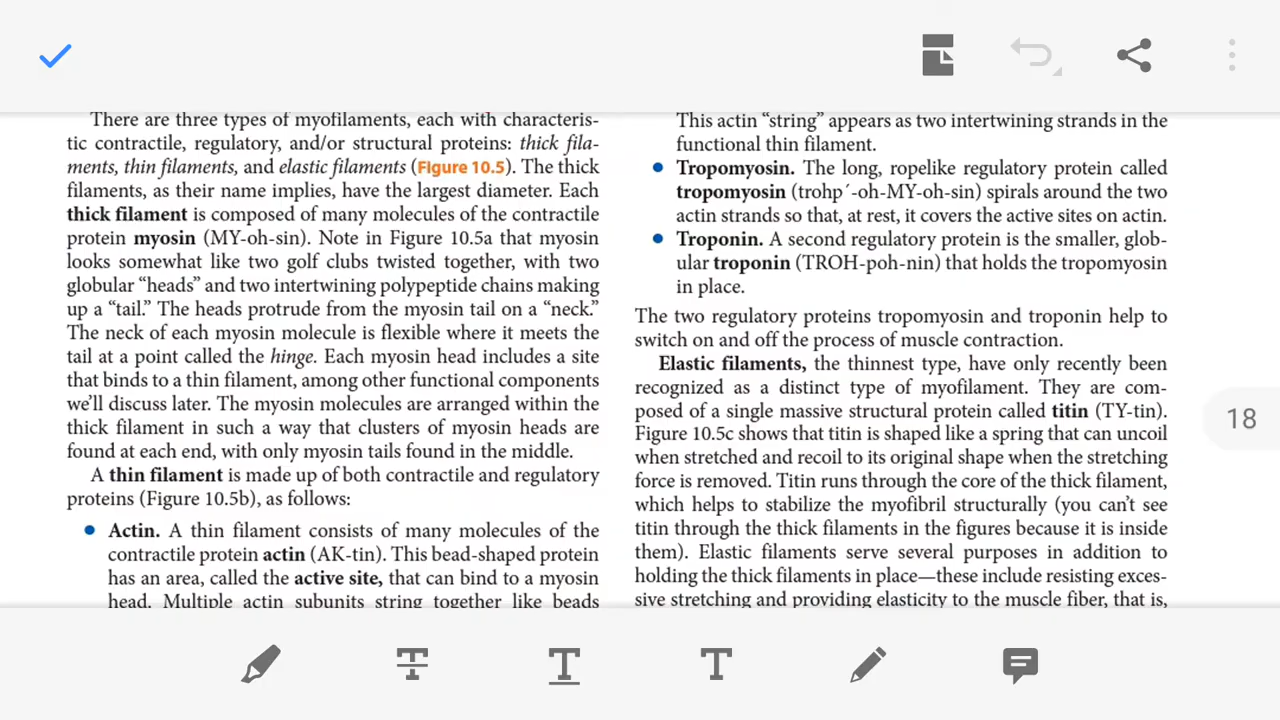 There are three types of myofilaments, each with characteris-
tic contractile, regulatory, and/or structural proteins: thick fila-
ments, thin filaments, and elastic filaments (Figure 10.5). The thick
filaments, as their name implies, have the largest diameter. Each
thick filament is composed of many molecules of the contractile
protein myosin (MY-oh-sin). Note in Figure 10.5a that myosin
looks somewhat like two golf clubs twisted together, with two
globular “heads” and two intertwining polypeptide chains making
up a “tail.” The heads protrude from the myosin tail on a “neck.”
The neck of each myosin molecule is flexible where it meets the
tail at a point called the hinge. Each myosin head includes a site
that binds to a thin filament, among other functional components
we’ll discuss later. The myosin molecules are arranged within the
thick filament in such a way that clusters of myosin heads are
found at each end, with only myosin tails found in the middle.
A thin filament is made up of both contractile and regulatory
proteins (Figure 10.5b), as follows:
• Actin. A thin filament consists of many molecules of the
contractile protein actin (AK-tin). This bead-shaped protein
has an area, called the active site, that can bind to a myosin
head. Multiple actin subunits string together like beads
This actin “string” appears as two intertwining strands in the
functional thin filament.
• Tropomyosin. The long, ropelike regulatory protein called
tropomyosin (trohp´-oh-MY-oh-sin) spirals around the two
actin strands so that, at rest, it covers the active sites on actin.
• Troponin. A second regulatory protein is the smaller, glob-
ular troponin (TROH-poh-nin) that holds the tropomyosin
in place.
The two regulatory proteins tropomyosin and troponin help to
switch on and off the process of muscle contraction.
Elastic filaments, the thinnest type, have only recently been
recognized as a distinct type of myofilament. They are com-
posed of a single massive structural protein called titin (TY-tin).
Figure 10.5c shows that titin is shaped like a spring that can uncoil
when stretched and recoil to its original shape when the stretching
force is removed. Titin runs through the core of the thick filament,
which helps to stabilize the myofibril structurally (you can’t see
titin through the thick filaments in the figures because it is inside
them). Elastic filaments serve several purposes in addition to
holding the thick filaments in place—these include resisting exces-
sive stretching and providing elasticity to the muscle fiber, that is,
18